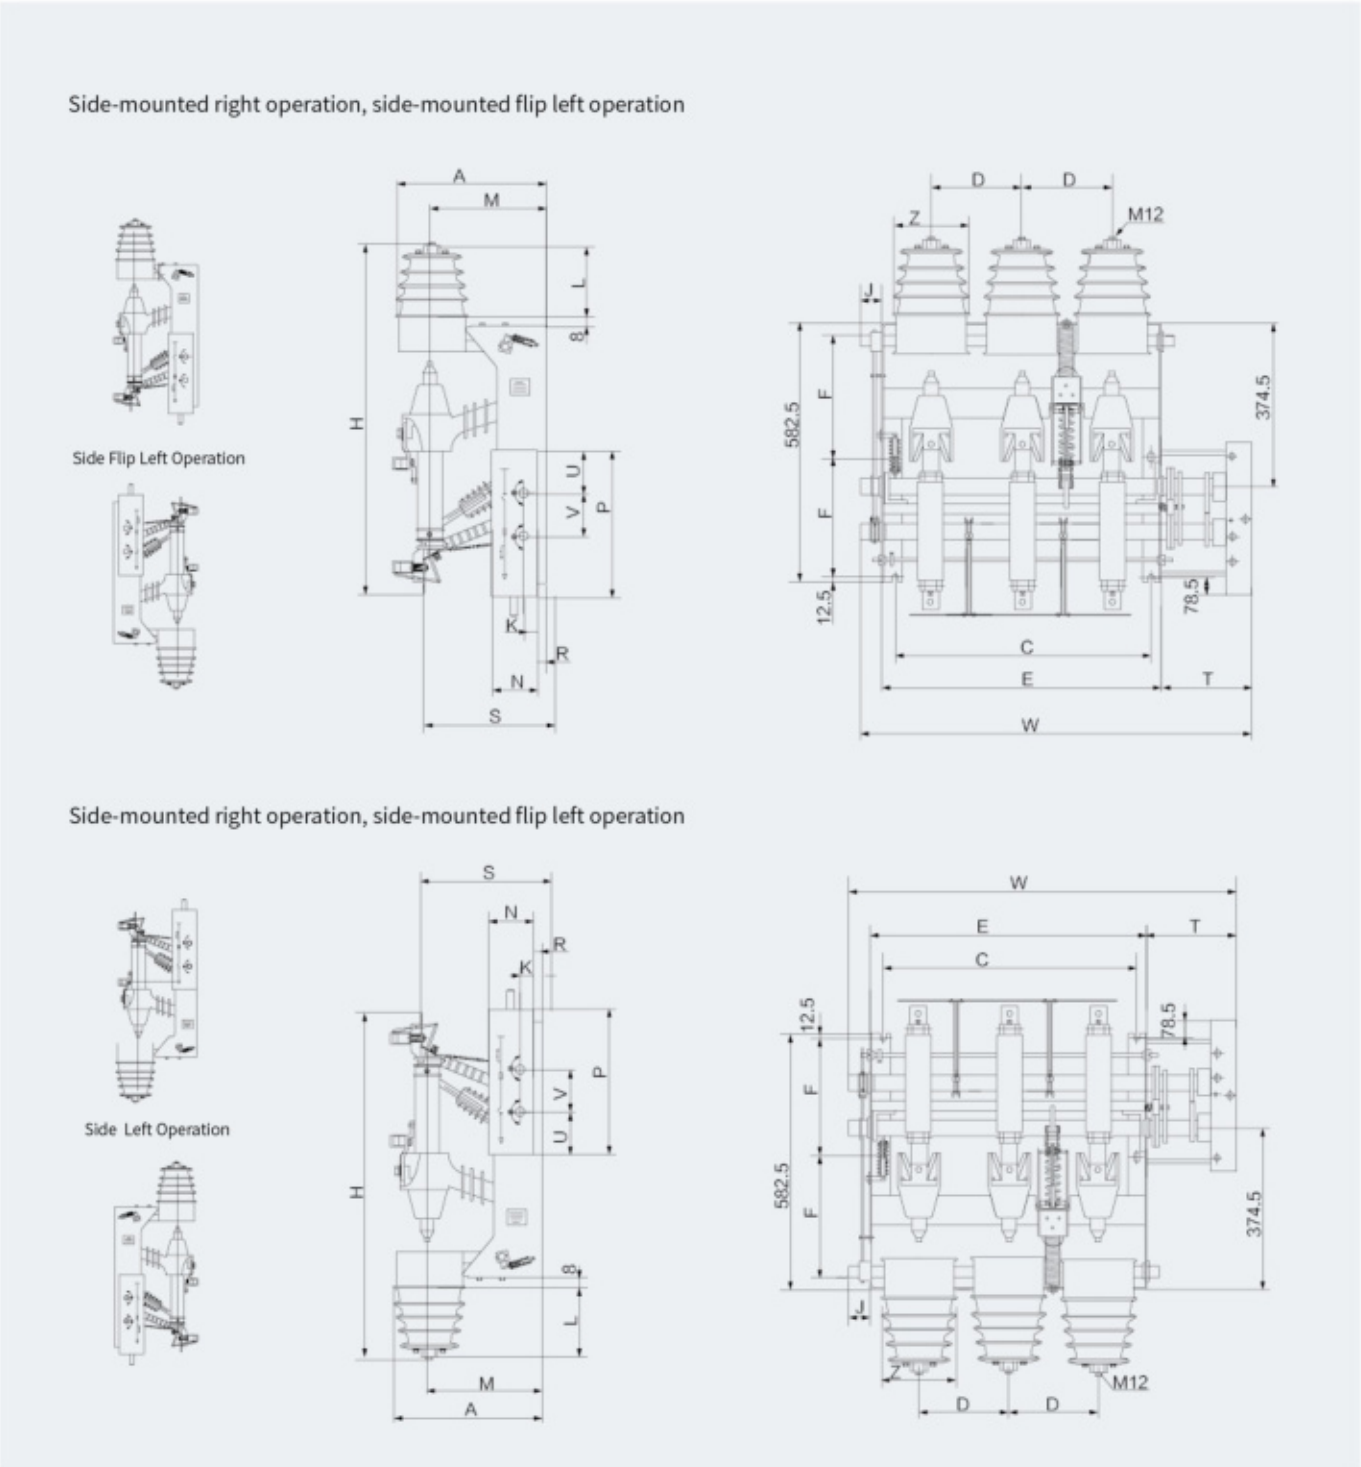 Side-mounted right operation, side-mounted flip left operation
A
M
L
8
H
U
V
P
K
R
N
S
Side Flip Left Operation
D D
Z
M12
J
F
F
582.5
374.5
12.5
78.5
C
E T
W
Side-mounted right operation, side-mounted flip left operation
S
N
R
K
P
V
U
H
8
L
M
A
Side Left Operation
W
E T
C
12.5
78.5
F
F
582.5
374.5
J
Z
M12
D D